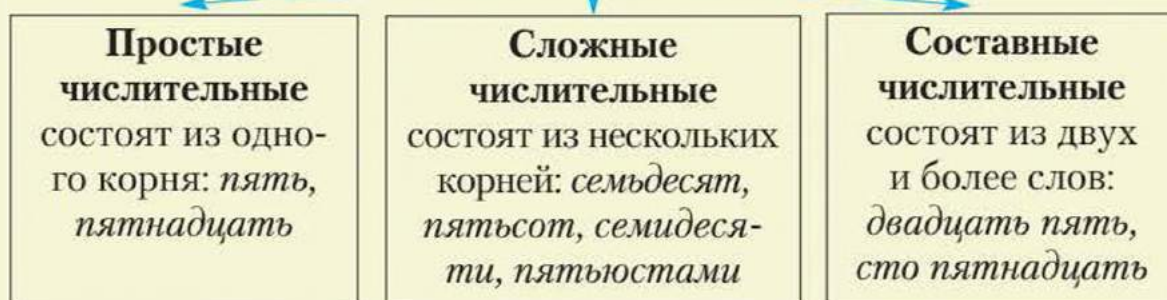 Простые
числительные
состоят из одно-
го корня: пять,
пятнадцать
Сложные
числительные
состоят из нескольких
корней: семьдесят,
пятьсот, семидеся-
ти, пятьюстами
Составные
числительные
состоят из двух
и более слов:
двадцать пять,
сто пятнадцать